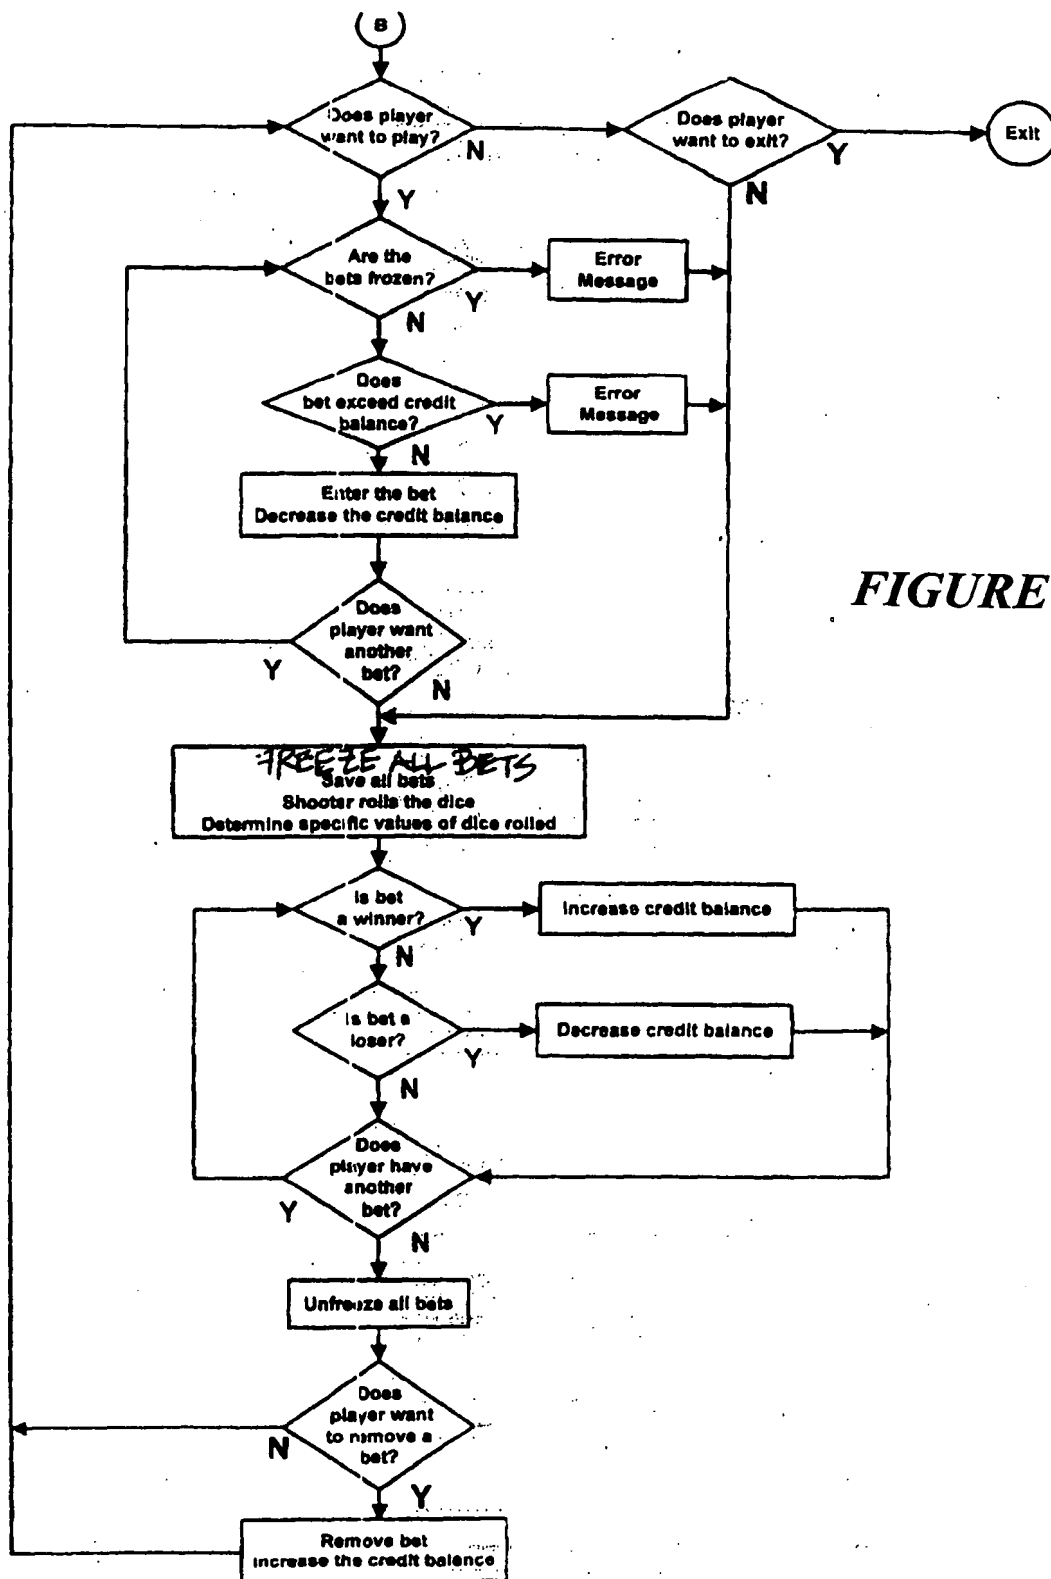 B
Does player
want to play?
N
Y
Does player
want to exit?
Y
N
Exit
Are the
bets frozen?
Y
N
Error
Message
Does
bet exceed credit
balance?
Y
N
Error
Message
Enter the bet
Decrease the credit balance
Does
player want
another
bet?
Y
N
FIGURE
FREEZE ALL BETS
Save all bets
Shooter rolls the dice
Determine specific values of dice rolled
Is bet
a winner?
Y
N
Increase credit balance
Is bet a
loser?
Y
N
Decrease credit balance
Does
player have
another
bet?
Y
N
Unfreeze all bets
Does
player want
to remove a
bet?
N
Y
Remove bet
Increase the credit balance